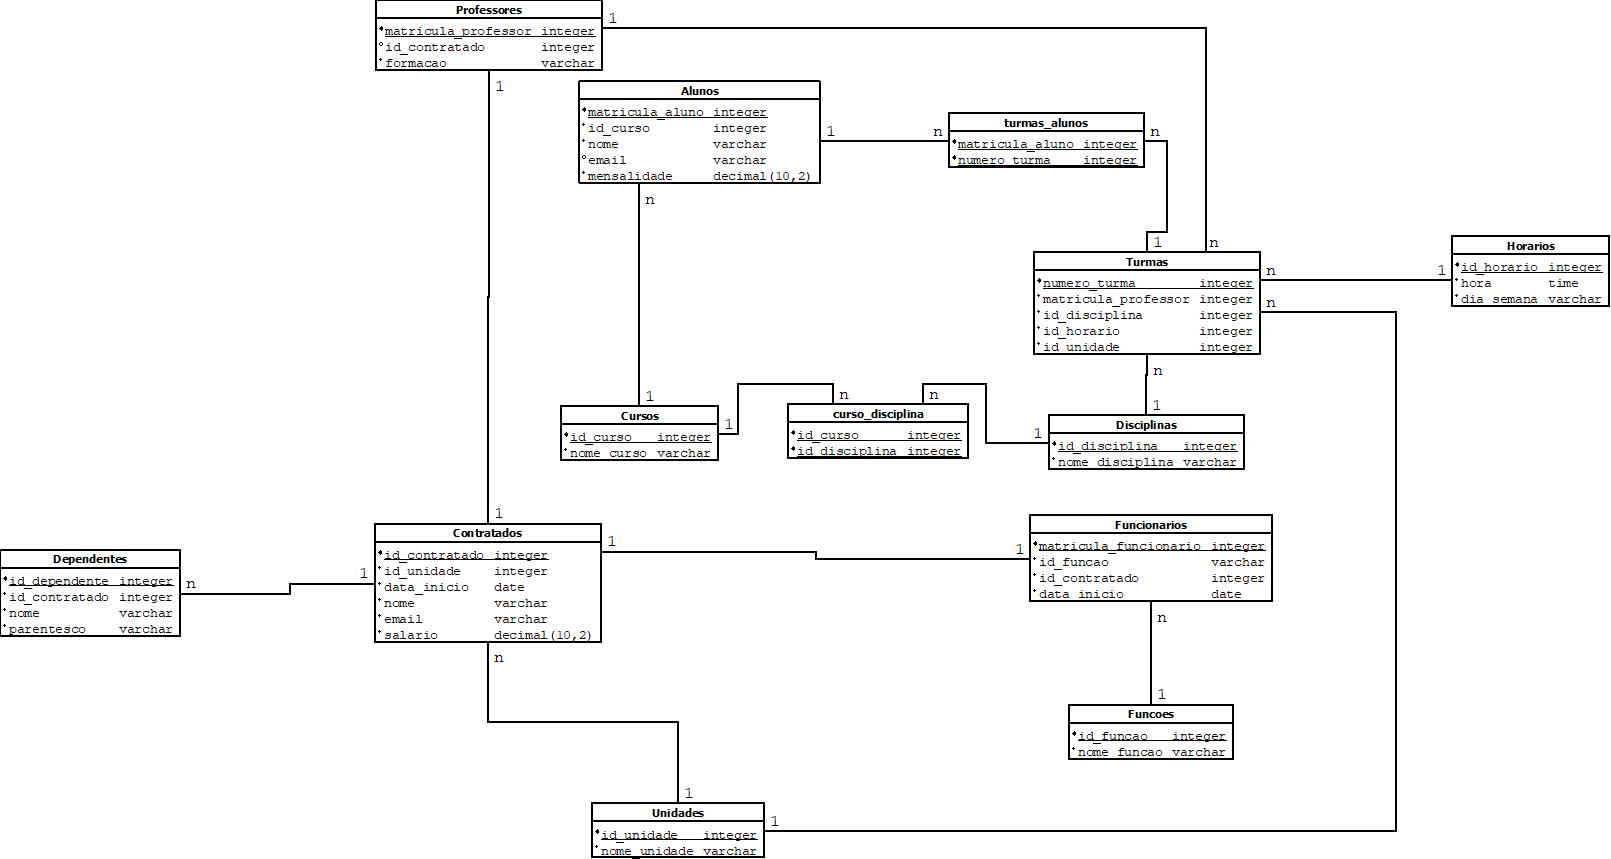 Professores
matricula_professor integer
id_contratado integer
formacao varchar
1
1
Alunos
matricula_aluno integer
id_curso integer
nome varchar
email varchar
mensalidade decimal(10,2)
1
n
n
turmas_alunos
matricula_aluno integer
numero_turma integer
n
1
n
Turmas
numero_turma integer
matricula_professor integer
id_disciplina integer
id_horario integer
id_unidade integer
n
1
n
n
Horarios
id_horario integer
hora time
dia_semana varchar
1
Cursos
id_curso integer
nome_curso varchar
1
n
n
curso_disciplina
id_curso integer
id_disciplina integer
1
1
Disciplinas
id_disciplina integer
nome_disciplina varchar
1
Contratados
id_contratado integer
id_unidade integer
data_inicio date
nome varchar
email varchar
salario decimal(10,2)
1
1
n
Dependentes
id_dependente integer
id_contratado integer
nome varchar
parentesco varchar
n
1
Funcionarios
matricula_funcionario integer
id_funcao varchar
id_contratado integer
data_inicio date
n
1
Funcoes
id_funcao integer
nome_funcao varchar
1
Unidades
id_unidade integer
nome_unidade varchar
1